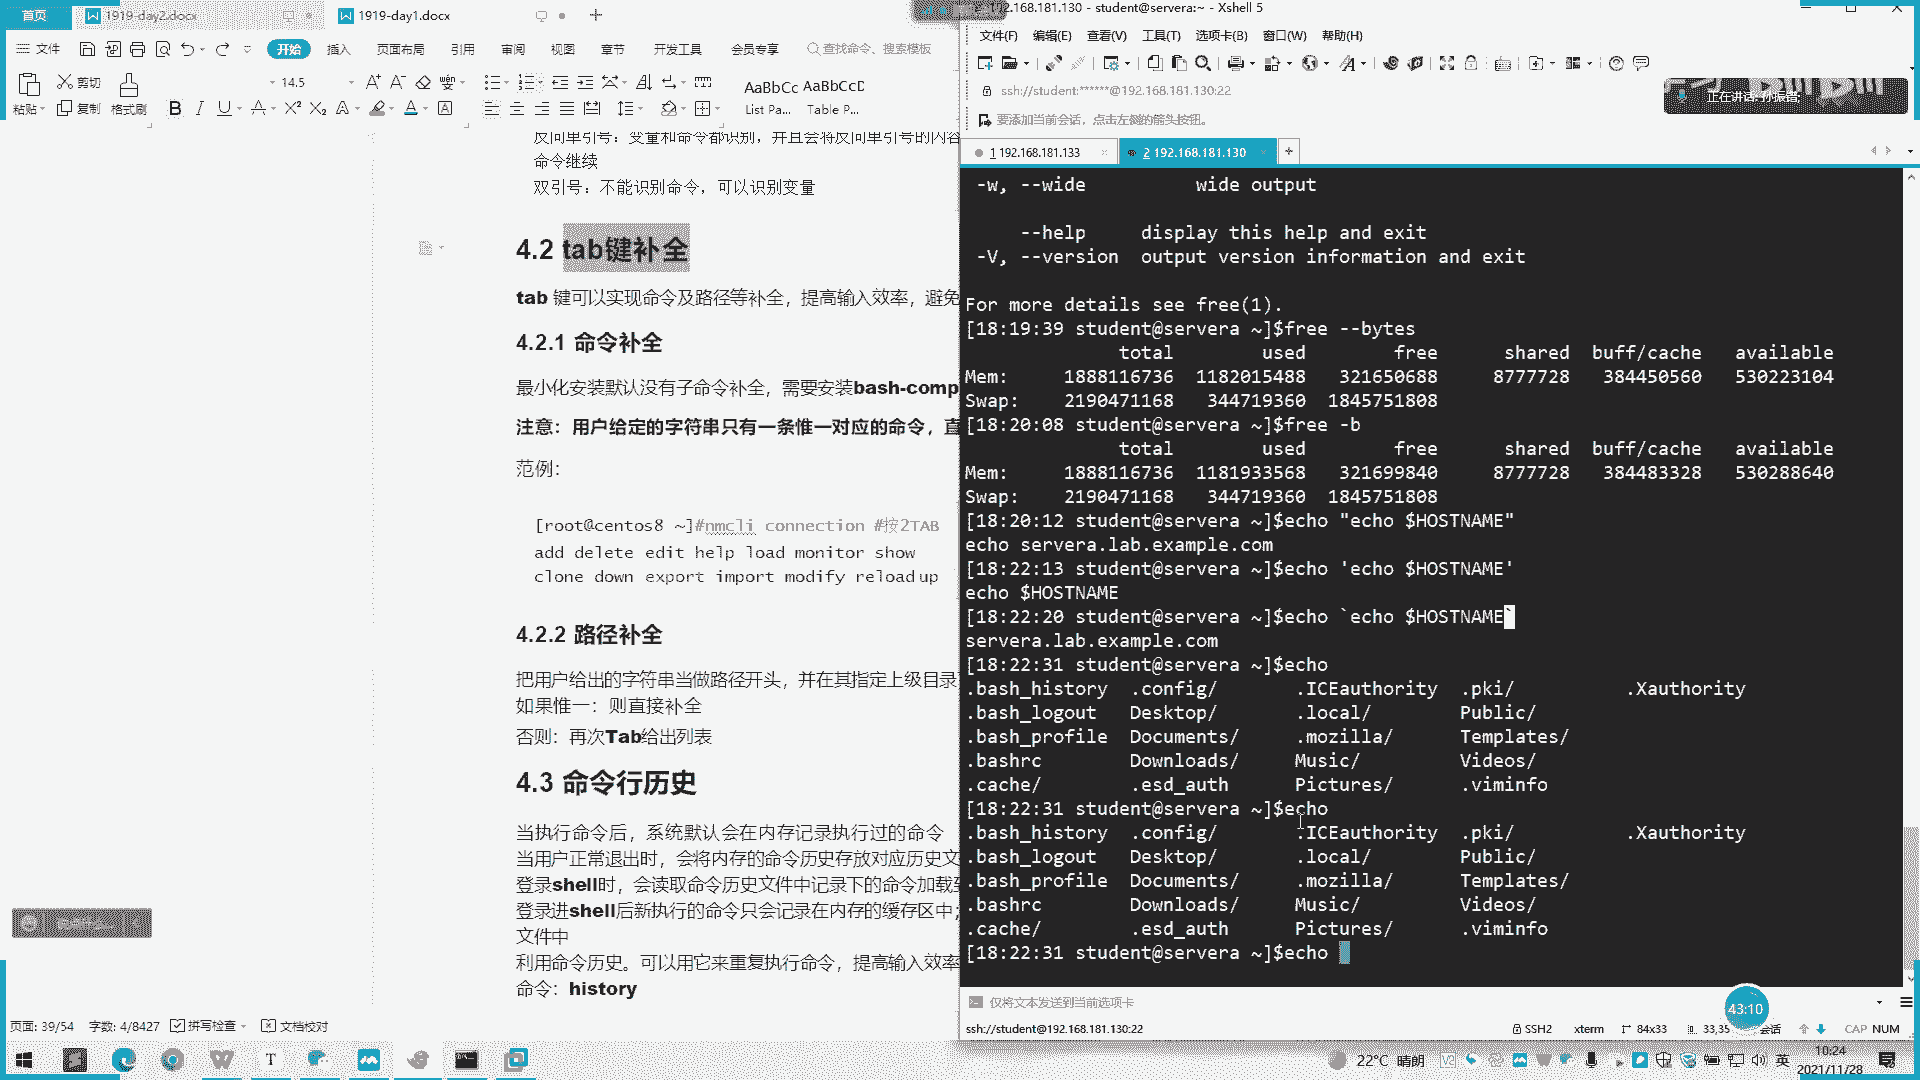 首页
1919-day2.docx
1919-day1.docx
文件
开始
插入
页面布局
引用
审阅
视图
章节
开发工具
会员专享
查找命令、搜索模板
粘贴
剪切
复制
格式刷
14.5
AaBbCc AaBbCcD
List Pa... Table P...
反向单引号：变量和命令都识别，并且会将反向单引号的内容
命令继续
双引号：不能识别命令，可以识别变量
4.2 tab键补全
tab 键可以实现命令及路径等补全，提高输入效率，避免
4.2.1 命令补全
最小化安装默认没有子命令补全，需要安装bash-comp
注意：用户给定的字符串只有一条惟一对应的命令，直
范例：
[root@centos8 ~]#nmcli connection #按2TAB
add delete edit help load monitor show
clone down export import modify reload up
4.2.2 路径补全
把用户给出的字符串当做路径开头，并在其指定上级目录
如果惟一：则直接补全
否则：再次Tab给出列表
4.3 命令行历史
当执行命令后，系统默认会在内存记录执行过的命令
当用户正常退出时，会将内存的命令历史存放对应历史文
登录shell时，会读取命令历史文件中记录下的命令加载到
登录进shell后新执行的命令只会记录在内存的缓存区中；
文件中
利用命令历史。可以用它来重复执行命令，提高输入效率
命令：history
页面: 39/54 字数: 4/8427 拼写检查 文档校对
192.168.181.130 - student@servera:~ - Xshell 5
文件(F) 编辑(E) 查看(V) 工具(T) 选项卡(B) 窗口(W) 帮助(H)
ssh://student:******@192.168.181.130:22
要添加当前会话，点击左侧的箭头按钮。
1 192.168.181.133
2 192.168.181.130
-w, --wide wide output
--help display this help and exit
-V, --version output version information and exit
For more details see free(1).
[18:19:39 student@servera ~]$free --bytes
total used free shared buff/cache available
Mem: 1888116736 1182015488 321650688 8777728 384450560 530223104
Swap: 2190471168 344719360 1845751808
[18:20:08 student@servera ~]$free -b
total used free shared buff/cache available
Mem: 1888116736 1181933568 321699840 8777728 384483328 530288640
Swap: 2190471168 344719360 1845751808
[18:20:12 student@servera ~]$echo "echo $HOSTNAME"
echo servera.lab.example.com
[18:22:13 student@servera ~]$echo 'echo $HOSTNAME'
echo $HOSTNAME
[18:22:20 student@servera ~]$echo `echo $HOSTNAME`
servera.lab.example.com
[18:22:31 student@servera ~]$echo
.bash_history .config/ .ICEauthority .pki/ .Xauthority
.bash_logout Desktop/ .local/ Public/
.bash_profile Documents/ .mozilla/ Templates/
.bashrc Downloads/ Music/ Videos/
.cache/ .esd_auth Pictures/ .viminfo
[18:22:31 student@servera ~]$echo
.bash_history .config/ .ICEauthority .pki/ .Xauthority
.bash_logout Desktop/ .local/ Public/
.bash_profile Documents/ .mozilla/ Templates/
.bashrc Downloads/ Music/ Videos/
.cache/ .esd_auth Pictures/ .viminfo
[18:22:31 student@servera ~]$echo
仅将文本发送到当前选项卡
43:10
ssh://student@192.168.181.130:22
SSH2 xterm 84x33 33,35 会话 CAP NUM
22°C 晴朗
英
10:24
2021/11/28